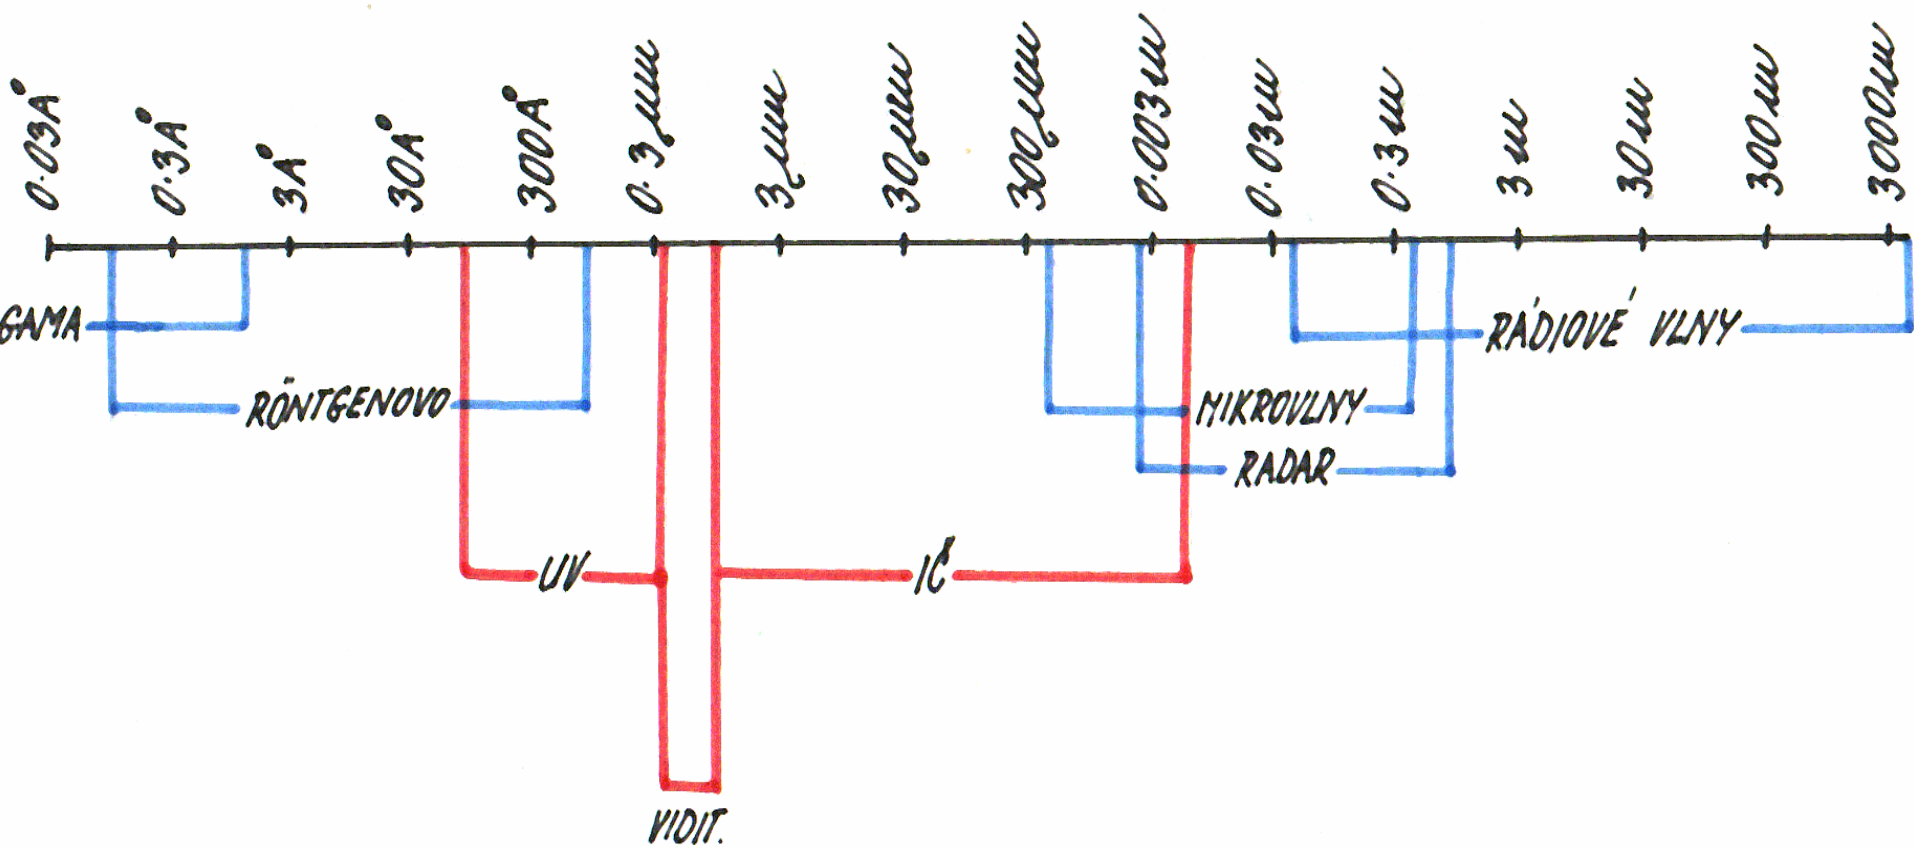 0.03Å 0.3Å 3Å 30Å 300Å 0.3μm 3μm 30μm 300μm 0.003m 0.03m 0.3m 3m 30m 300m 3000m
GAMA
RÁDIOVÉ VLNY
RÖNTGENOVO
MIKROVLNY
RADAR
UV
IČ
VIDIT.